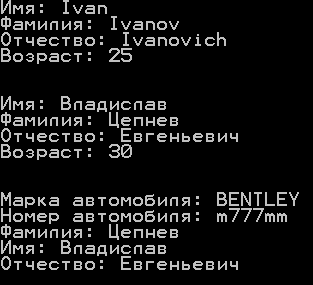 Имя: Ivan
Фамилия: Ivanov
Отчество: Ivanovich
Возраст: 25
Имя: Владислав
Фамилия: Цепнев
Отчество: Евгеньевич
Возраст: 30
Марка автомобиля: BENTLEY
Номер автомобиля: m777mm
Фамилия: Цепнев
Имя: Владислав
Отчество: Евгеньевич